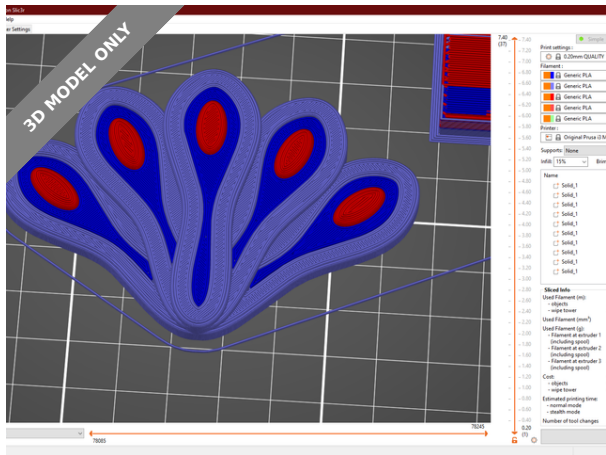 Slic3r
Help
Settings
3D MODEL ONLY
7.40
(37)
7.40
7.20
7.00
6.80
6.60
6.40
6.20
6.00
5.80
5.60
5.40
5.20
5.00
4.80
4.60
4.40
4.20
4.00
3.80
3.60
3.40
3.20
3.00
2.80
2.60
2.40
2.20
2.00
1.80
1.60
1.40
1.20
1.00
0.80
0.60
0.40
0.20
(1)
78085
78245
Simple
Print settings :
0.20mm QUALITY
Filament :
Generic PLA
Generic PLA
Generic PLA
Generic PLA
Generic PLA
Printer :
Original Prusa i3 M
Supports: None
Infill: 15% Brim
Name
Solid_1
Solid_1
Solid_1
Solid_1
Solid_1
Solid_1
Solid_1
Solid_1
Solid_1
Sliced Info
Used Filament (m):
- objects
- wipe tower
Used Filament (mm³)
Used Filament (g):
- Filament at extruder 1
(including spool)
- Filament at extruder 2
(including spool)
- Filament at extruder 3
(including spool)
Cost:
- objects
- wipe tower
Estimated printing time:
- normal mode
- stealth mode
Number of tool changes